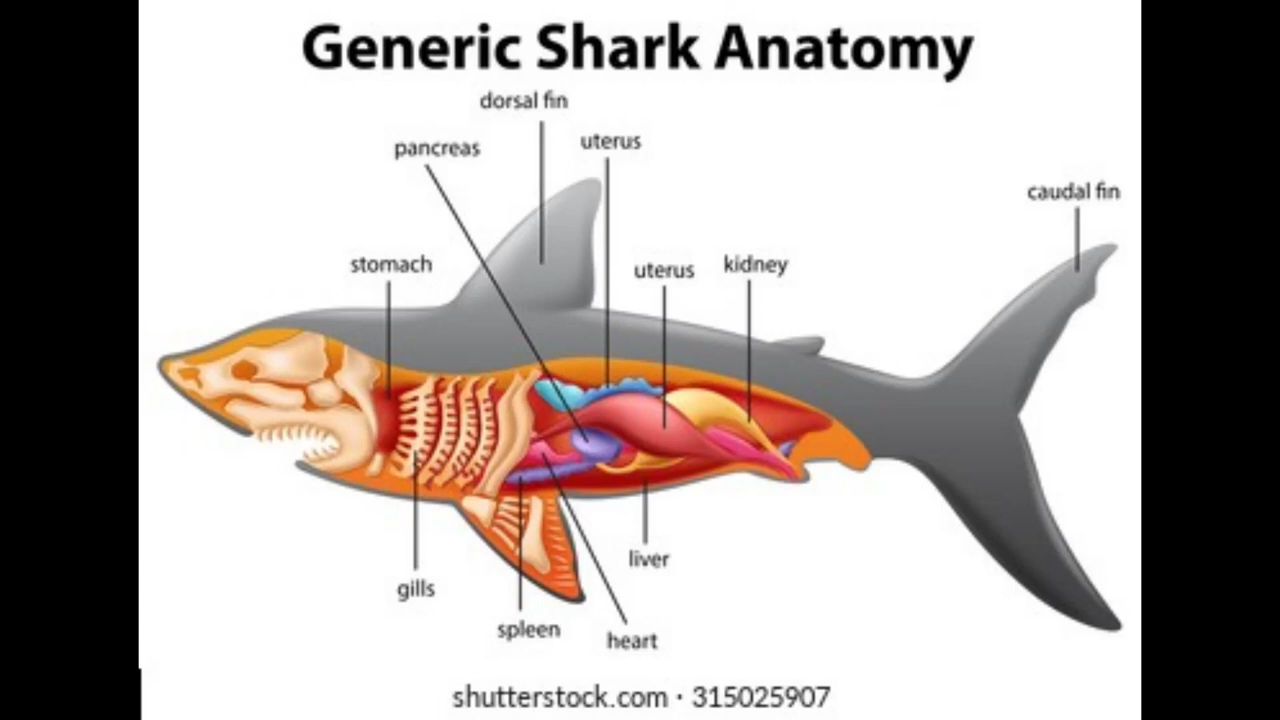 Generic Shark Anatomy
dorsal fin
pancreas
uterus
caudal fin
stomach
uterus
kidney
liver
gills
spleen
heart
shutterstock.com · 315025907